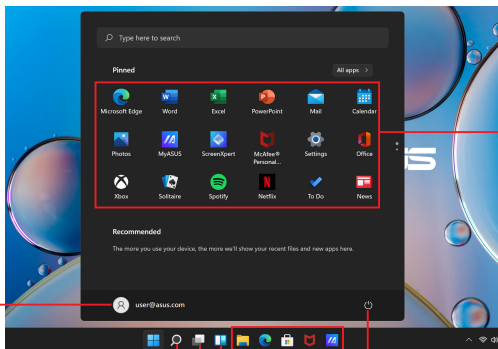 Type here to search
Pinned
All apps >
Microsoft Edge
Word
Excel
PowerPoint
Mail
Calendar
Photos
MyASUS
ScreenXpert
McAfee®
Personal...
Settings
Office
Xbox
Solitaire
Spotify
Netflix
To Do
News
Recommended
The more you use your device, the more we'll show your recent files and new apps here.
user@asus.com